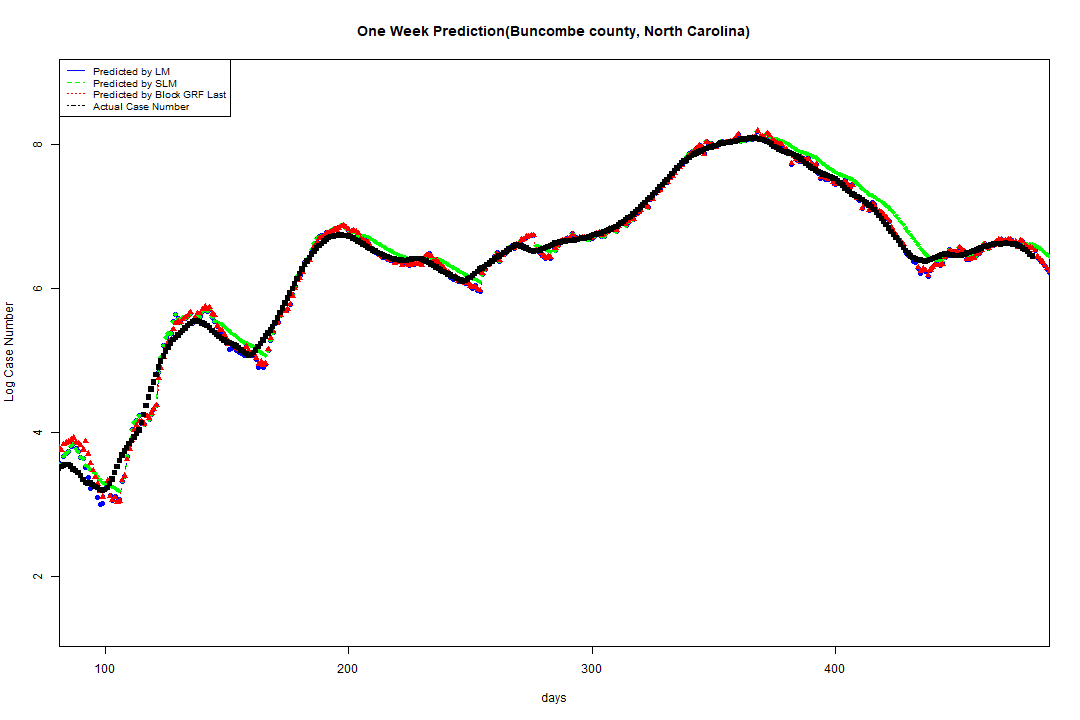 One Week Prediction(Buncombe county, North Carolina)
Predicted by LM
Predicted by SLM
Predicted by Block GRF Last
Actual Case Number
8
6
4
2
Log Case Number
100 200 300 400
days